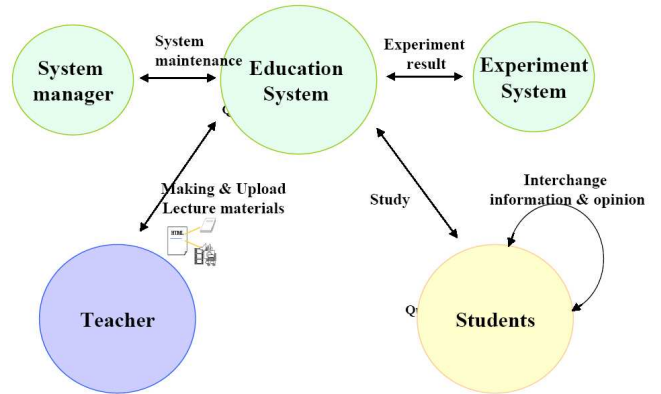 System
maintenance
System
manager
Education
System
Experiment
result
Experiment
System
Making & Upload
Lecture materials
HTML
Study
Interchange
information & opinion
Teacher
Students